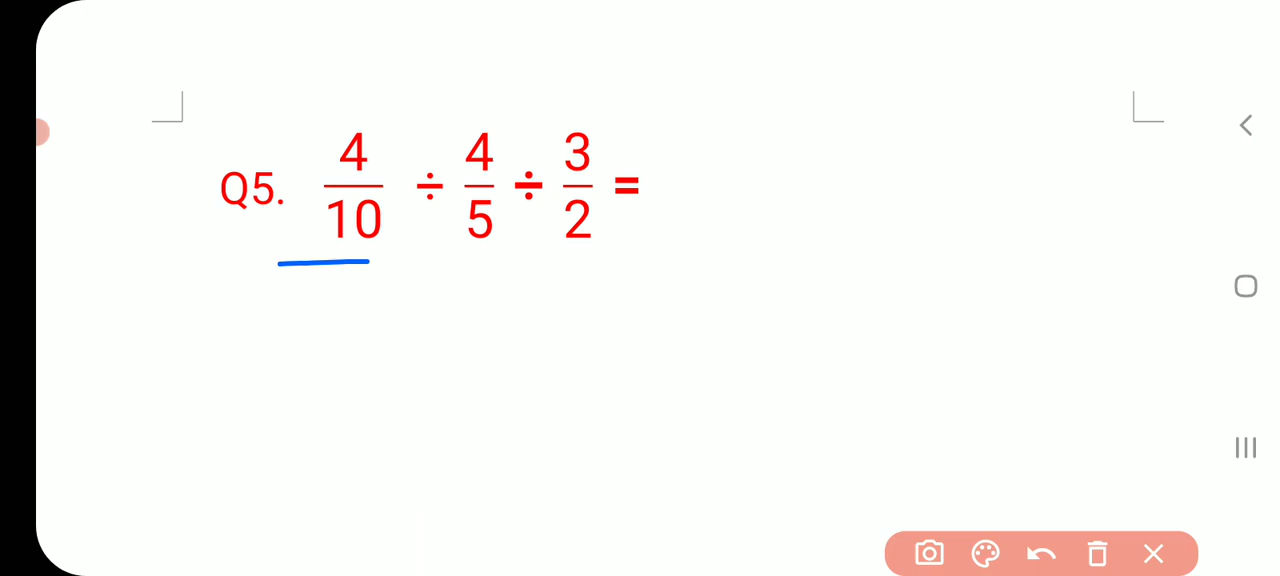 Q5. 4/10 ÷ 4/5 ÷ 3/2 =